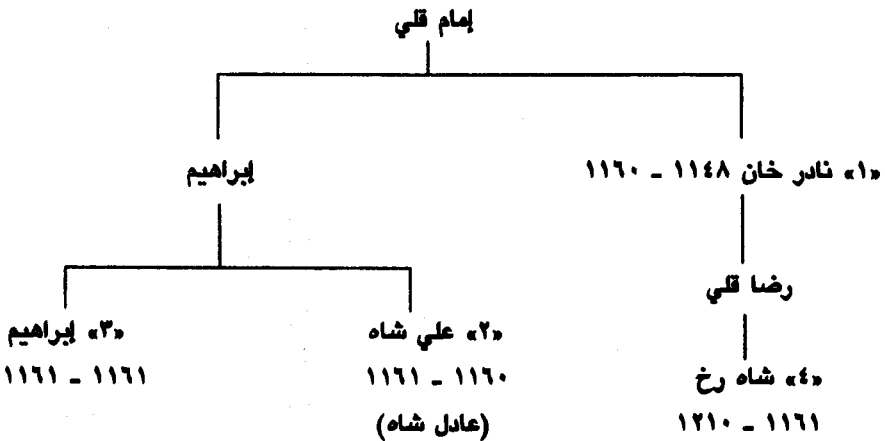 إمام قلي
«١» نادر خان ١١٤٨ - ١١٦٠
إبراهيم
رضا قلي
«٤» شاه رخ
١١٦١ - ١٢١٠
«٢» علي شاه
١١٦٠ - ١١٦١
(عادل شاه)
«٣» إبراهيم
١١٦١ - ١١٦١